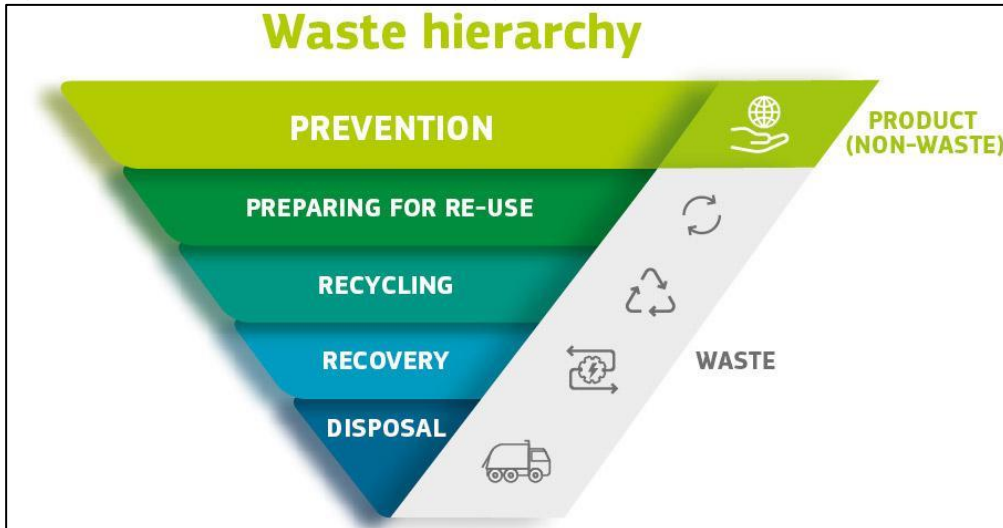 Waste hierarchy
PREVENTION
PRODUCT
(NON-WASTE)
PREPARING FOR RE-USE
RECYCLING
RECOVERY
WASTE
DISPOSAL